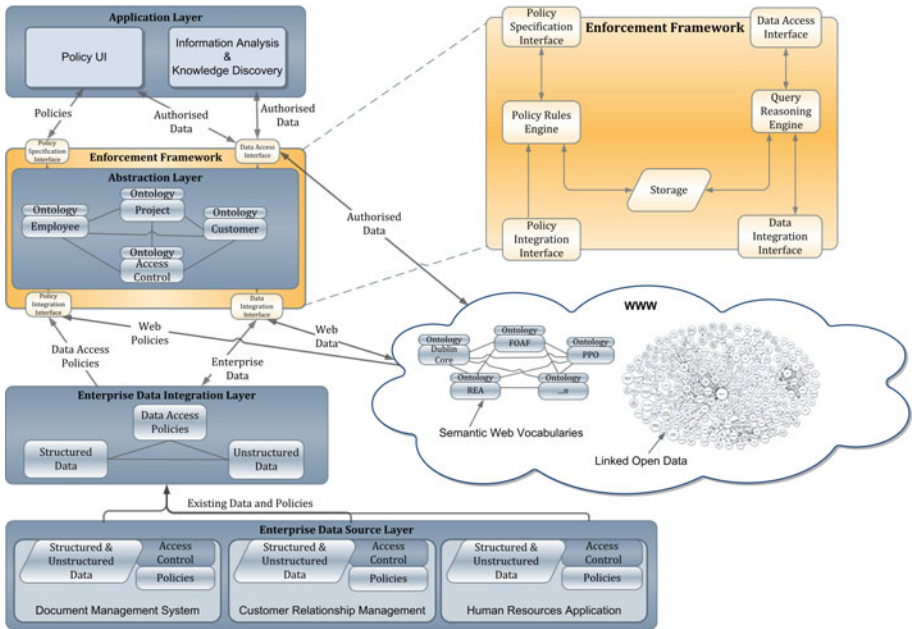 Application Layer
Policy UI
Information Analysis
&
Knowledge Discovery
Policies
Authorised
Data
Authorised
Data
Policy
Specification
Interface
Enforcement Framework
Data Access
Interface
Abstraction Layer
Ontology
Project
Ontology
Employee
Ontology
Customer
Ontology
Access
Control
Policy
Integration
Interface
Data
Integration
Interface
Web
Policies
Web
Data
Data Access
Policies
Enterprise
Data
Enterprise Data Integration Layer
Data Access
Policies
Structured
Data
Unstructured
Data
Existing Data and Policies
Enterprise Data Source Layer
Structured &
Unstructured
Data
Access
Control
Policies
Document Management System
Structured &
Unstructured
Data
Access
Control
Policies
Customer Relationship Management
Structured &
Unstructured
Data
Access
Control
Policies
Human Resources Application
Policy
Specification
Interface
Enforcement Framework
Data Access
Interface
Policy Rules
Engine
Query
Reasoning
Engine
Storage
Policy
Integration
Interface
Data
Integration
Interface
Authorised
Data
WWW
Ontology
Dublin
Core
Ontology
FOAF
Ontology
PPO
Ontology
REA
Ontology
...n
Semantic Web Vocabularies
Linked Open Data